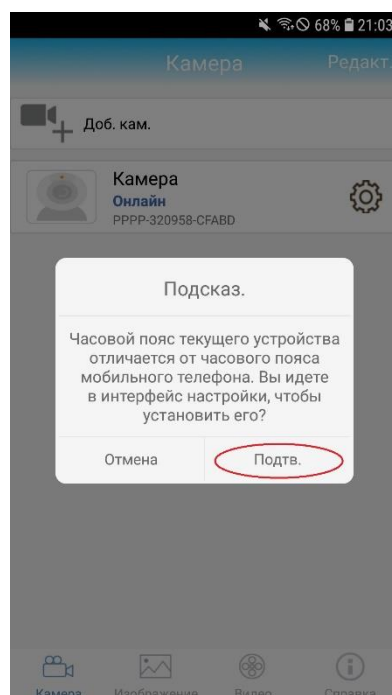 68% 21:03
Камера Редакт.
Доб. кам.
Камера
Онлайн
PPPP-320958-CFABD
Подсказ.
Часовой пояс текущего устройства
отличается от часового пояса
мобильного телефона. Вы идете
в интерфейс настройки, чтобы
установить его?
Отмена Подтв.
Камера Изображение Видео Справка